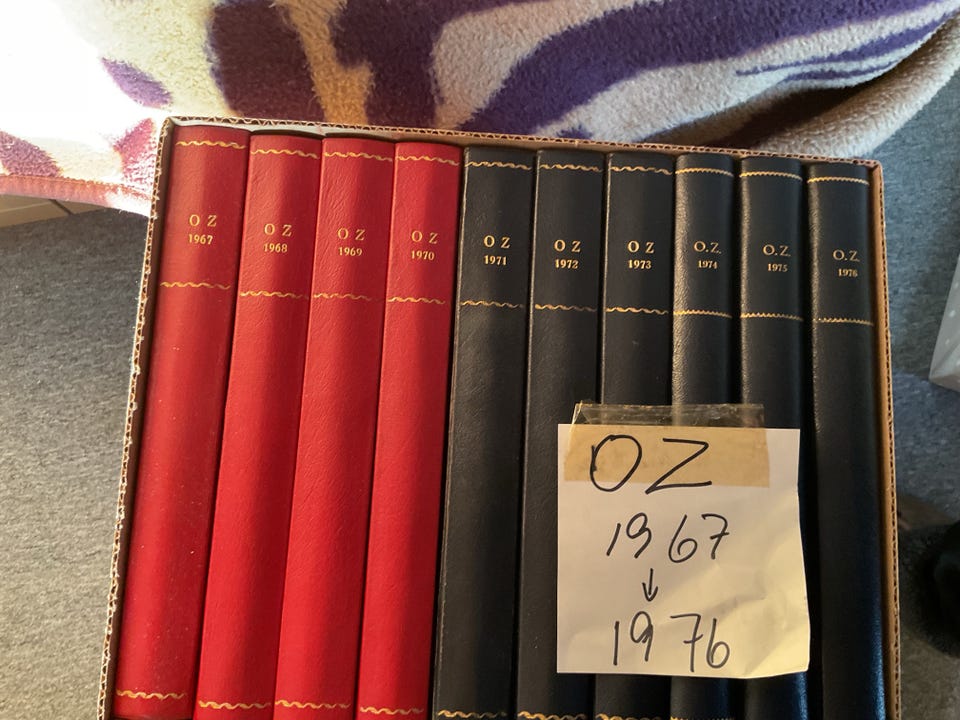 O Z
1967
O Z
1968
O Z
1969
O Z
1970
O Z
1971
O Z
1972
O Z
1973
O.Z.
1974
O.Z.
1975
O.Z.
1976
OZ
1967
↓
1976